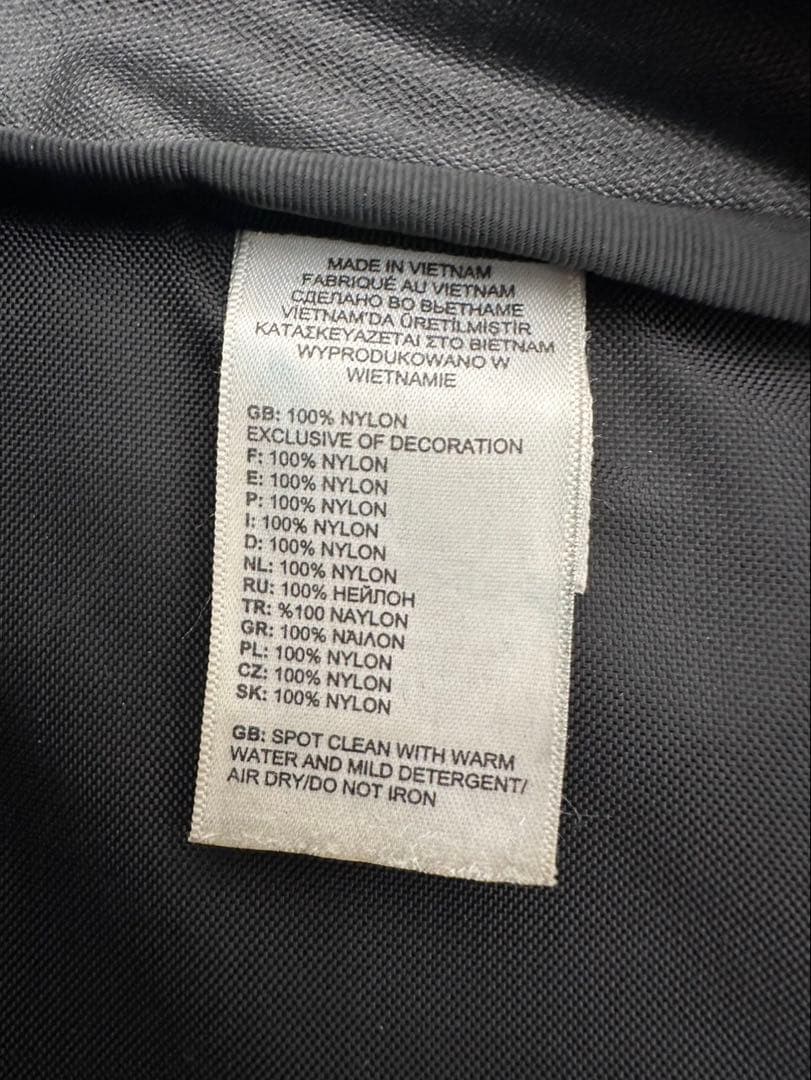 MADE IN VIETNAM
FABRIQUÉ AU VIETNAM
СДЕЛАНО ВО ВЬЕТНАМЕ
VIETNAM'DA ÜRETİLMİSTİR
ΚΑΤΑΣΚΕΥΑΖΕΤΑΙ ΣΤΟ ΒΙΕΤΝΑΜ
WYPRODUKOWANO W
WIETNAMIE
GB: 100% NYLON
EXCLUSIVE OF DECORATION
F: 100% NYLON
E: 100% NYLON
P: 100% NYLON
I: 100% NYLON
D: 100% NYLON
NL: 100% NYLON
RU: 100% НЕЙЛОН
TR: %100 NAYLON
GR: 100% ΝΑΪΛΟΝ
PL: 100% NYLON
CZ: 100% NYLON
SK: 100% NYLON
GB: SPOT CLEAN WITH WARM
WATER AND MILD DETERGENT/
AIR DRY/DO NOT IRON